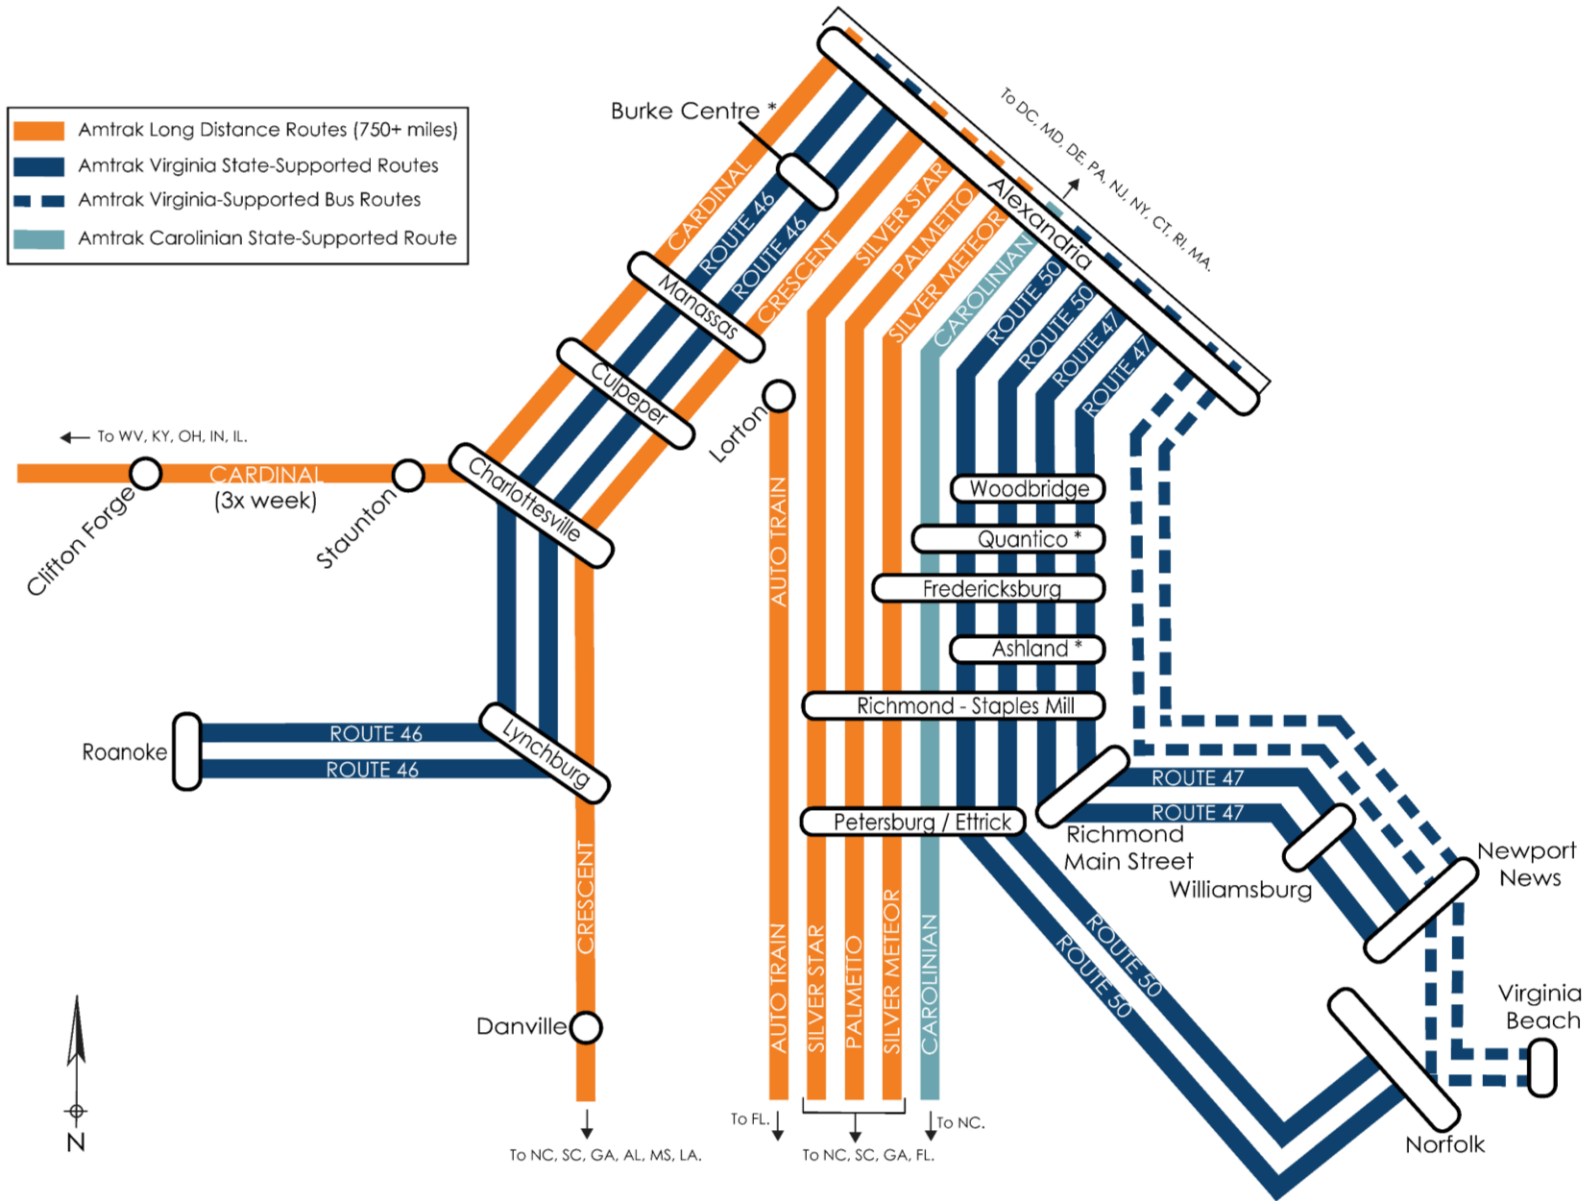 Amtrak Long Distance Routes (750+ miles)
Amtrak Virginia State-Supported Routes
Amtrak Virginia-Supported Bus Routes
Amtrak Carolinian State-Supported Route
Burke Centre *
To DC, MD, DE, PA, NJ, NY, CT, RI, MA.
Alexandria
CARDINAL
ROUTE 46
ROUTE 46
CRESCENT
SILVER STAR
PALMETTO
SILVER METEOR
CAROLINIAN
ROUTE 50
ROUTE 50
ROUTE 47
ROUTE 47
Manassas
Culpeper
Lorton
Charlottesville
To WV, KY, OH, IN, IL.
CARDINAL
(3x week)
Clifton Forge
Staunton
Woodbridge
Quantico *
Fredericksburg
Ashland *
Richmond - Staples Mill
AUTO TRAIN
Roanoke
ROUTE 46
ROUTE 46
Lynchburg
Petersburg / Ettrick
ROUTE 47
ROUTE 47
Richmond
Main Street
Williamsburg
Newport
News
CRESCENT
AUTO TRAIN
SILVER STAR
PALMETTO
SILVER METEOR
CAROLINIAN
ROUTE 50
ROUTE 50
Danville
Virginia
Beach
Norfolk
N
To FL.
To NC.
To NC, SC, GA, AL, MS, LA.
To NC, SC, GA, FL.